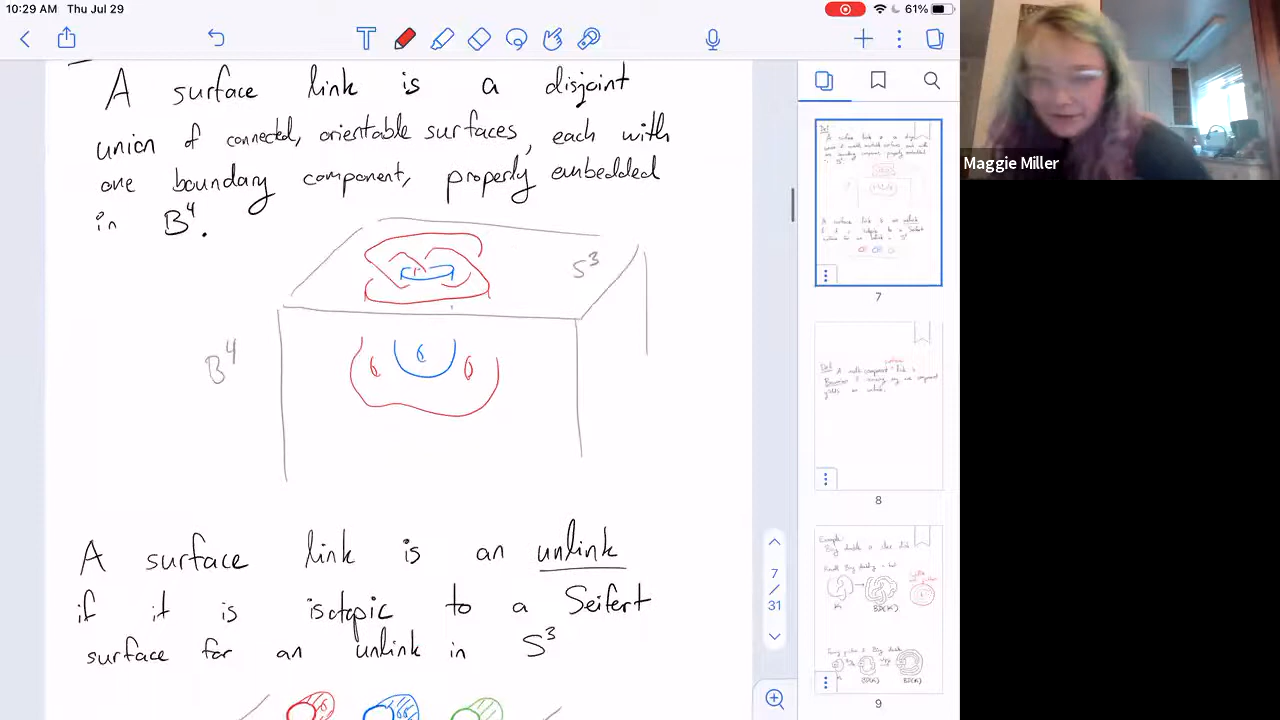 10:29 AM Thu Jul 29
61%
A surface link is a disjoint
union of connected, orientable surfaces, each with
one boundary component, properly embedded
in B⁴.
S³
B⁴
A surface link is an unlink
if it is isotopic to a Seifert
surface for an unlink in S³
7
/
31
7
8
9
Maggie Miller